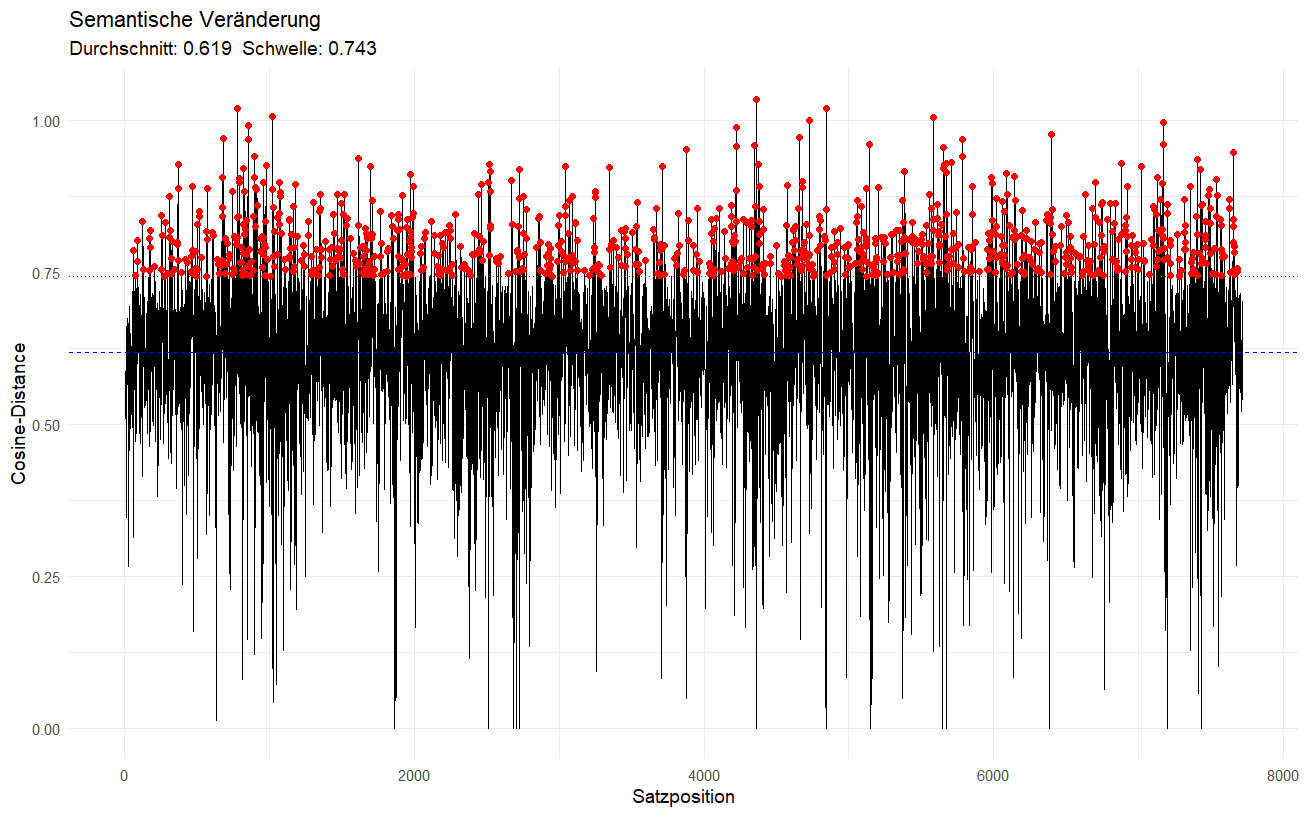 Semantische Veränderung
Durchschnitt: 0.619  Schwelle: 0.743
1.00
0.75
0.50
0.25
0.00
Cosine-Distance
0
2000
4000
6000
8000
Satzposition